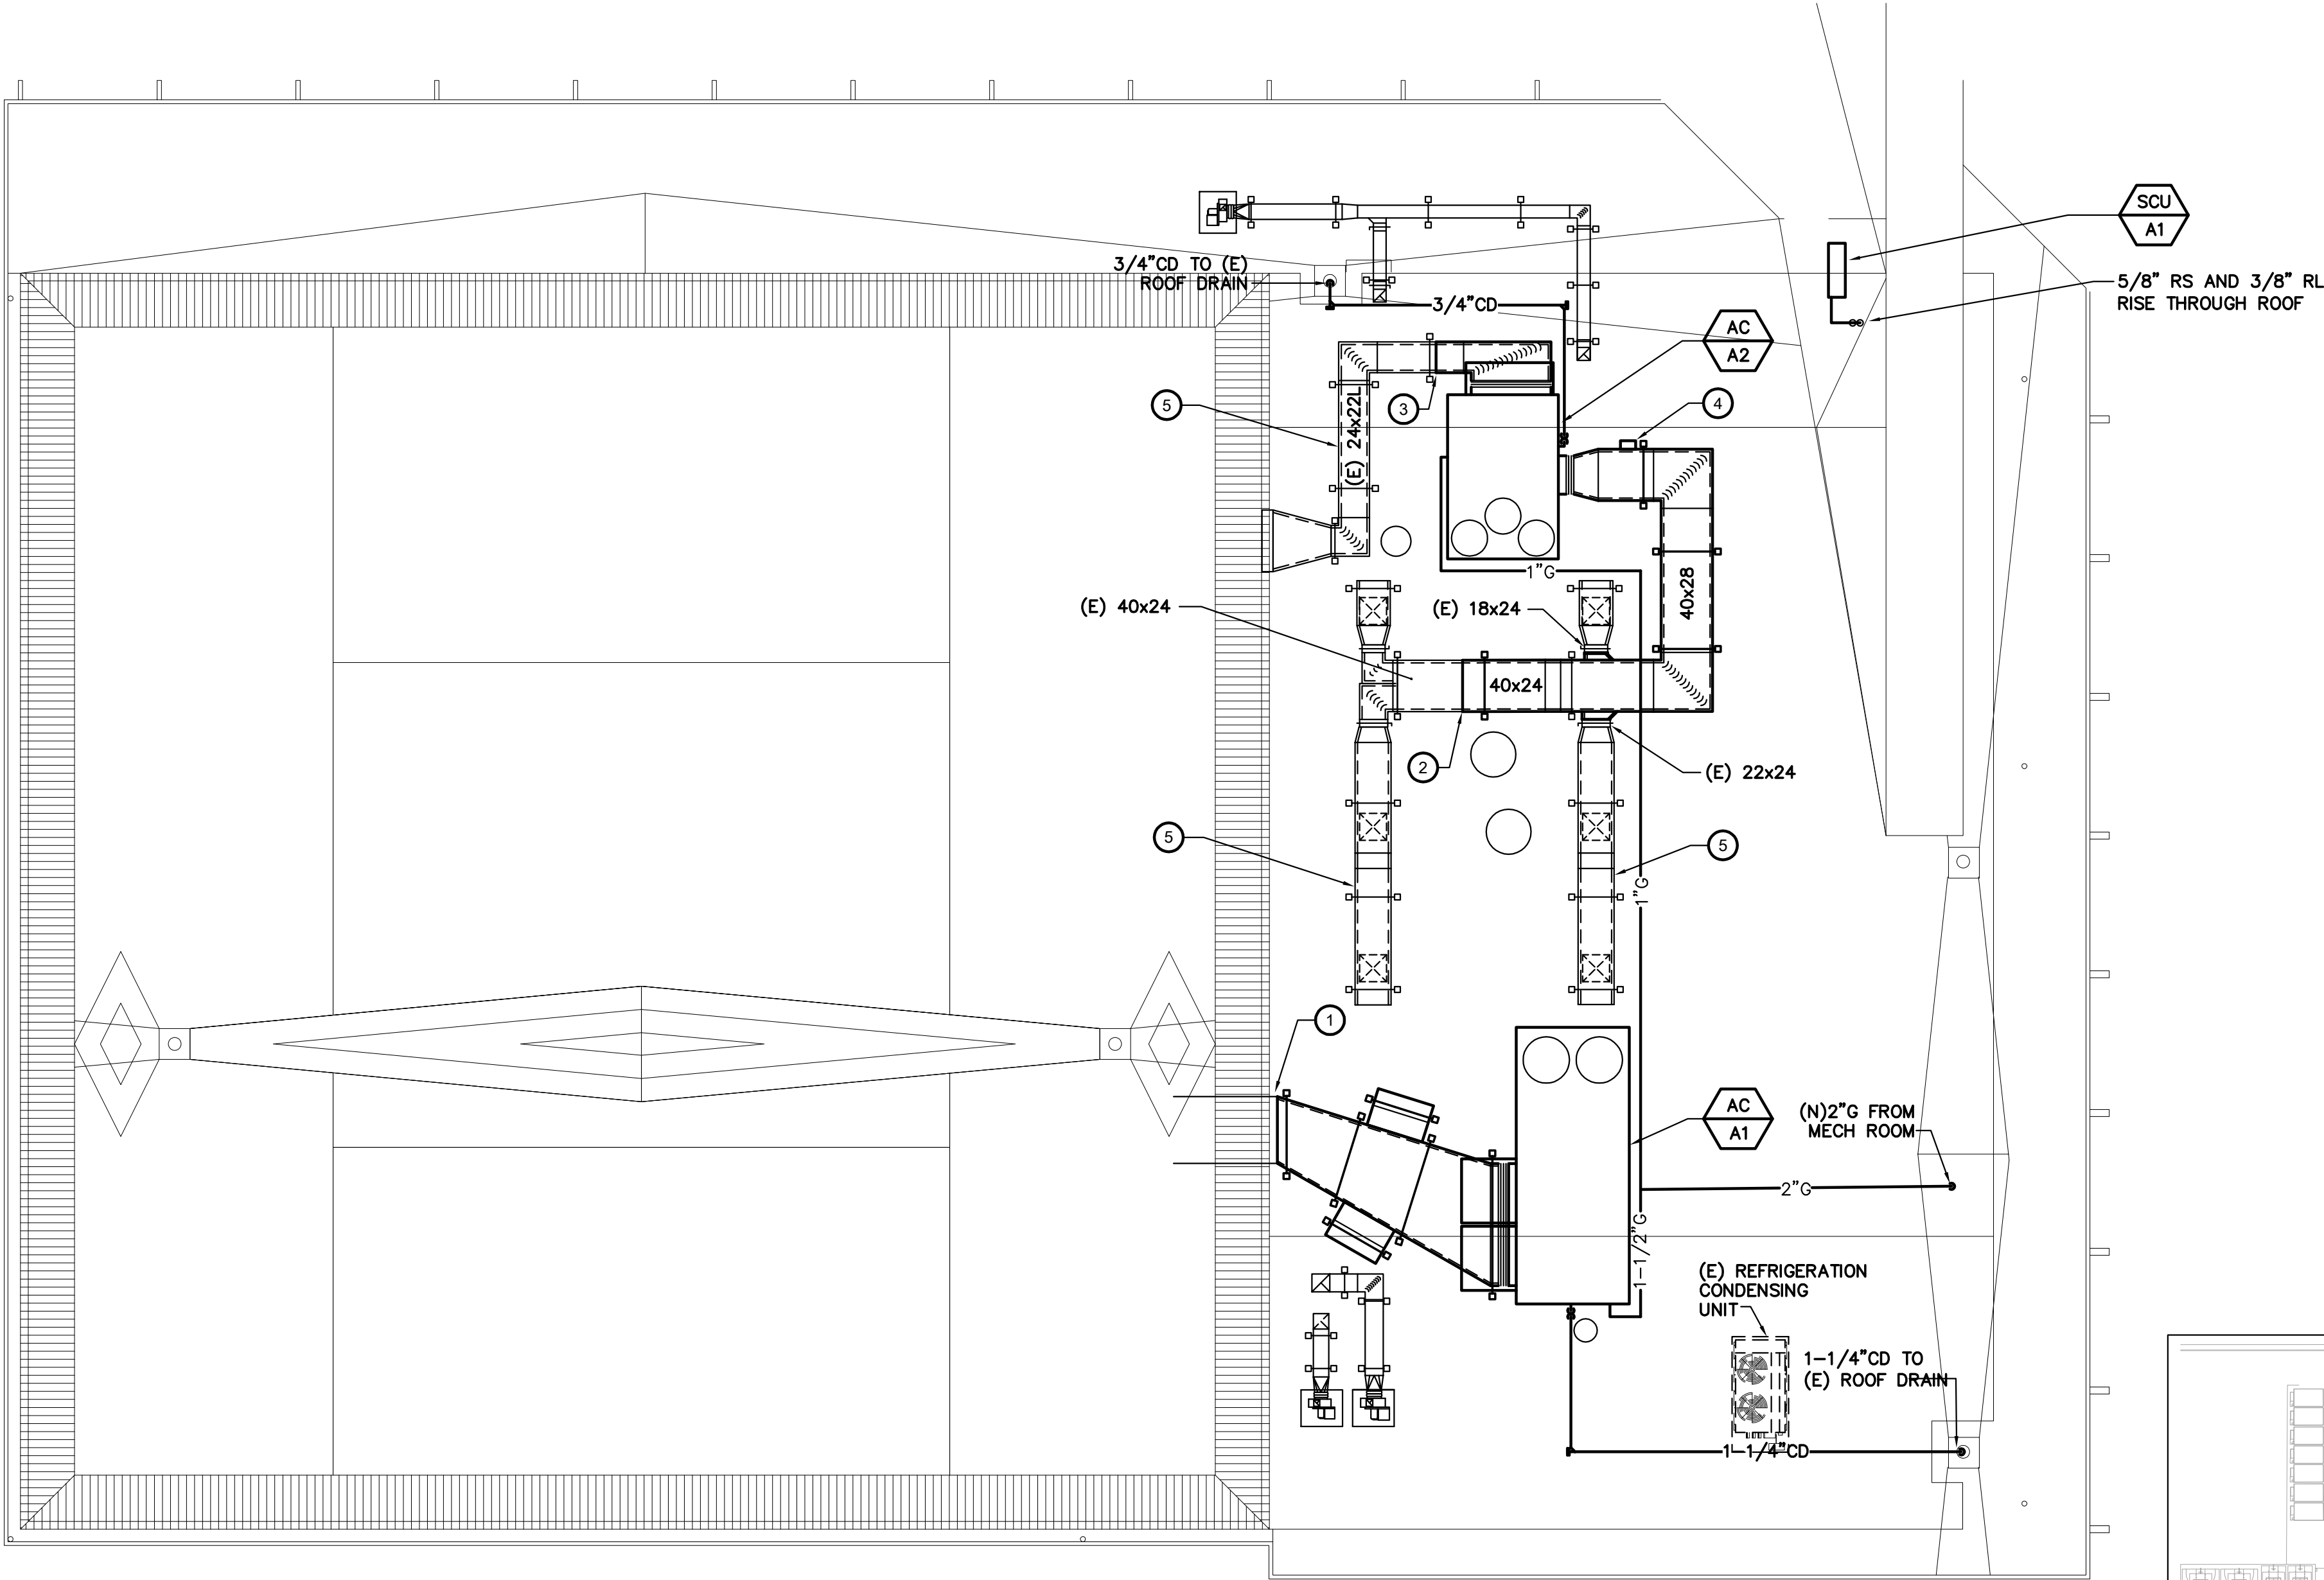 SCU
A1
3/4"CD TO (E)
ROOF DRAIN
5/8" RS AND 3/8" RL
RISE THROUGH ROOF
3/4"CD
AC
A2
5
3
4
(E) 24x22L
1"G
40x28
(E) 40x24
(E) 18x24
40x24
2
(E) 22x24
5
5
1"G
1
AC
A1
(N)2"G FROM
MECH ROOM
2"G
1-1/2"G
(E) REFRIGERATION
CONDENSING
UNIT
1-1/4"CD TO
(E) ROOF DRAIN
1-1/4"CD